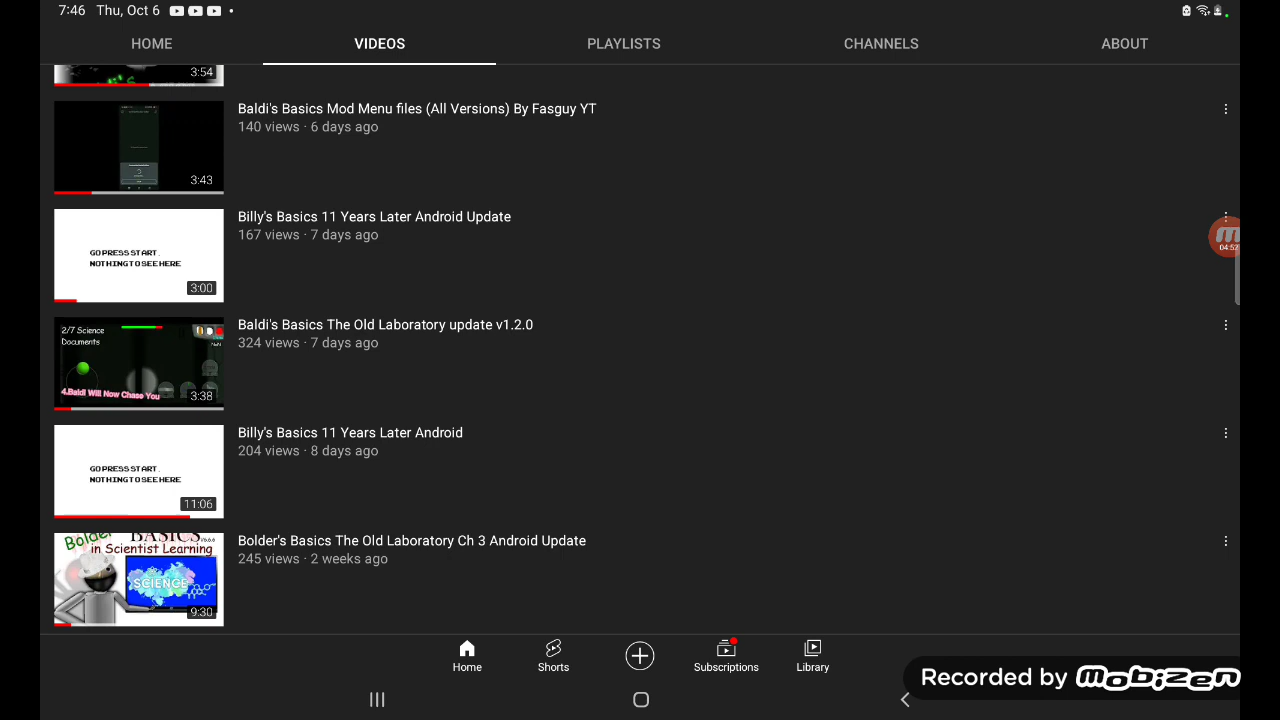 7:46 Thu, Oct 6
HOME VIDEOS PLAYLISTS CHANNELS ABOUT
3:54
Baldi's Basics Mod Menu files (All Versions) By Fasguy YT
140 views · 6 days ago
3:43
Billy's Basics 11 Years Later Android Update
167 views · 7 days ago
GO PRESS START.
NOTHING TO SEE HERE
3:00
04:52
Baldi's Basics The Old Laboratory update v1.2.0
324 views · 7 days ago
2/7 Science
Documents
4.Baldi Will Now Chase You
3:38
Billy's Basics 11 Years Later Android
204 views · 8 days ago
GO PRESS START.
NOTHING TO SEE HERE
11:06
Bolder's Basics The Old Laboratory Ch 3 Android Update
245 views · 2 weeks ago
Bolder BASICS
in Scientist Learning
SCIENCE
9:30
Home Shorts Subscriptions Library
Recorded by mobizen